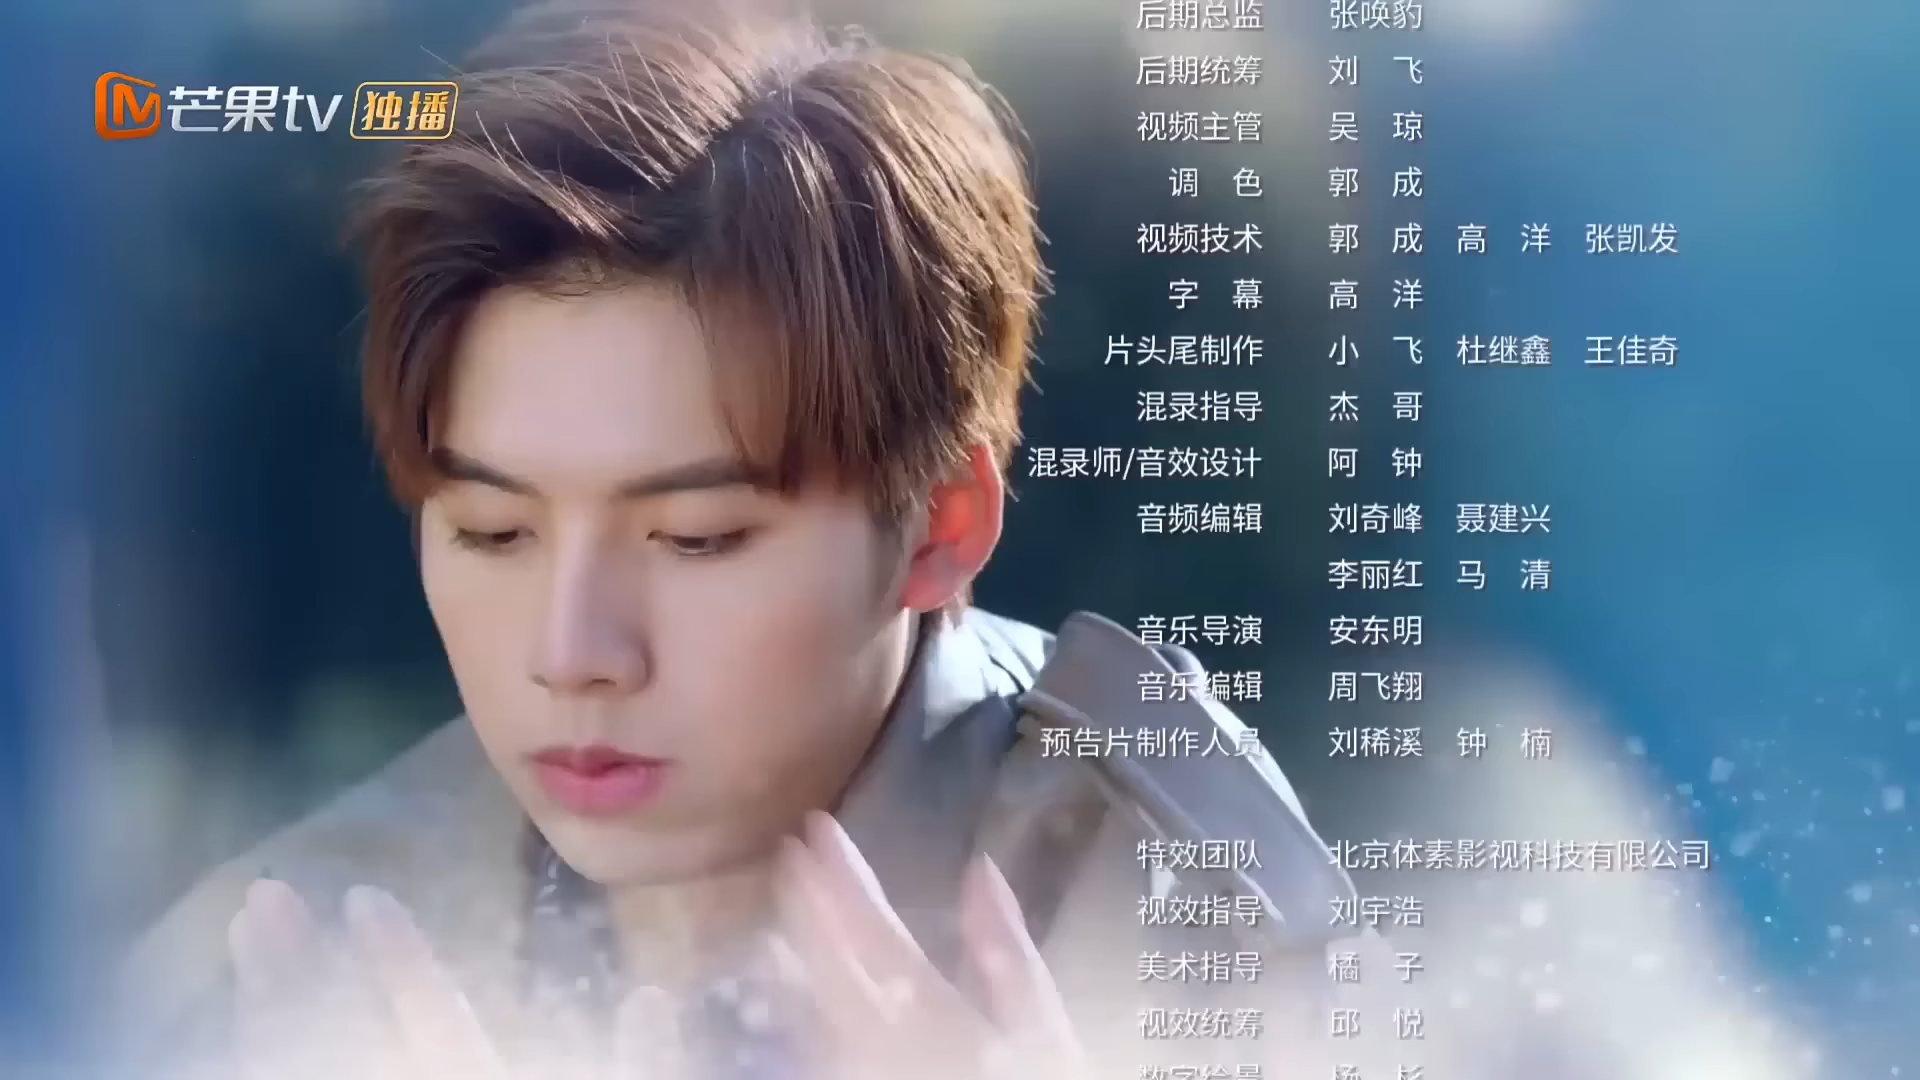 芒果tv 独播
后期总监 张唤豹
后期统筹 刘 飞
视频主管 吴 琼
调 色 郭 成
视频技术 郭 成 高 洋 张凯发
字 幕 高 洋
片头尾制作 小 飞 杜继鑫 王佳奇
混录指导 杰 哥
混录师/音效设计 阿 钟
音频编辑 刘奇峰 聂建兴
李丽红 马 清
音乐导演 安东明
音乐编辑 周飞翔
预告片制作人员 刘稀溪 钟 楠
特效团队 北京体素影视科技有限公司
视效指导 刘宇浩
美术指导 橘 子
视效统筹 邱 悦